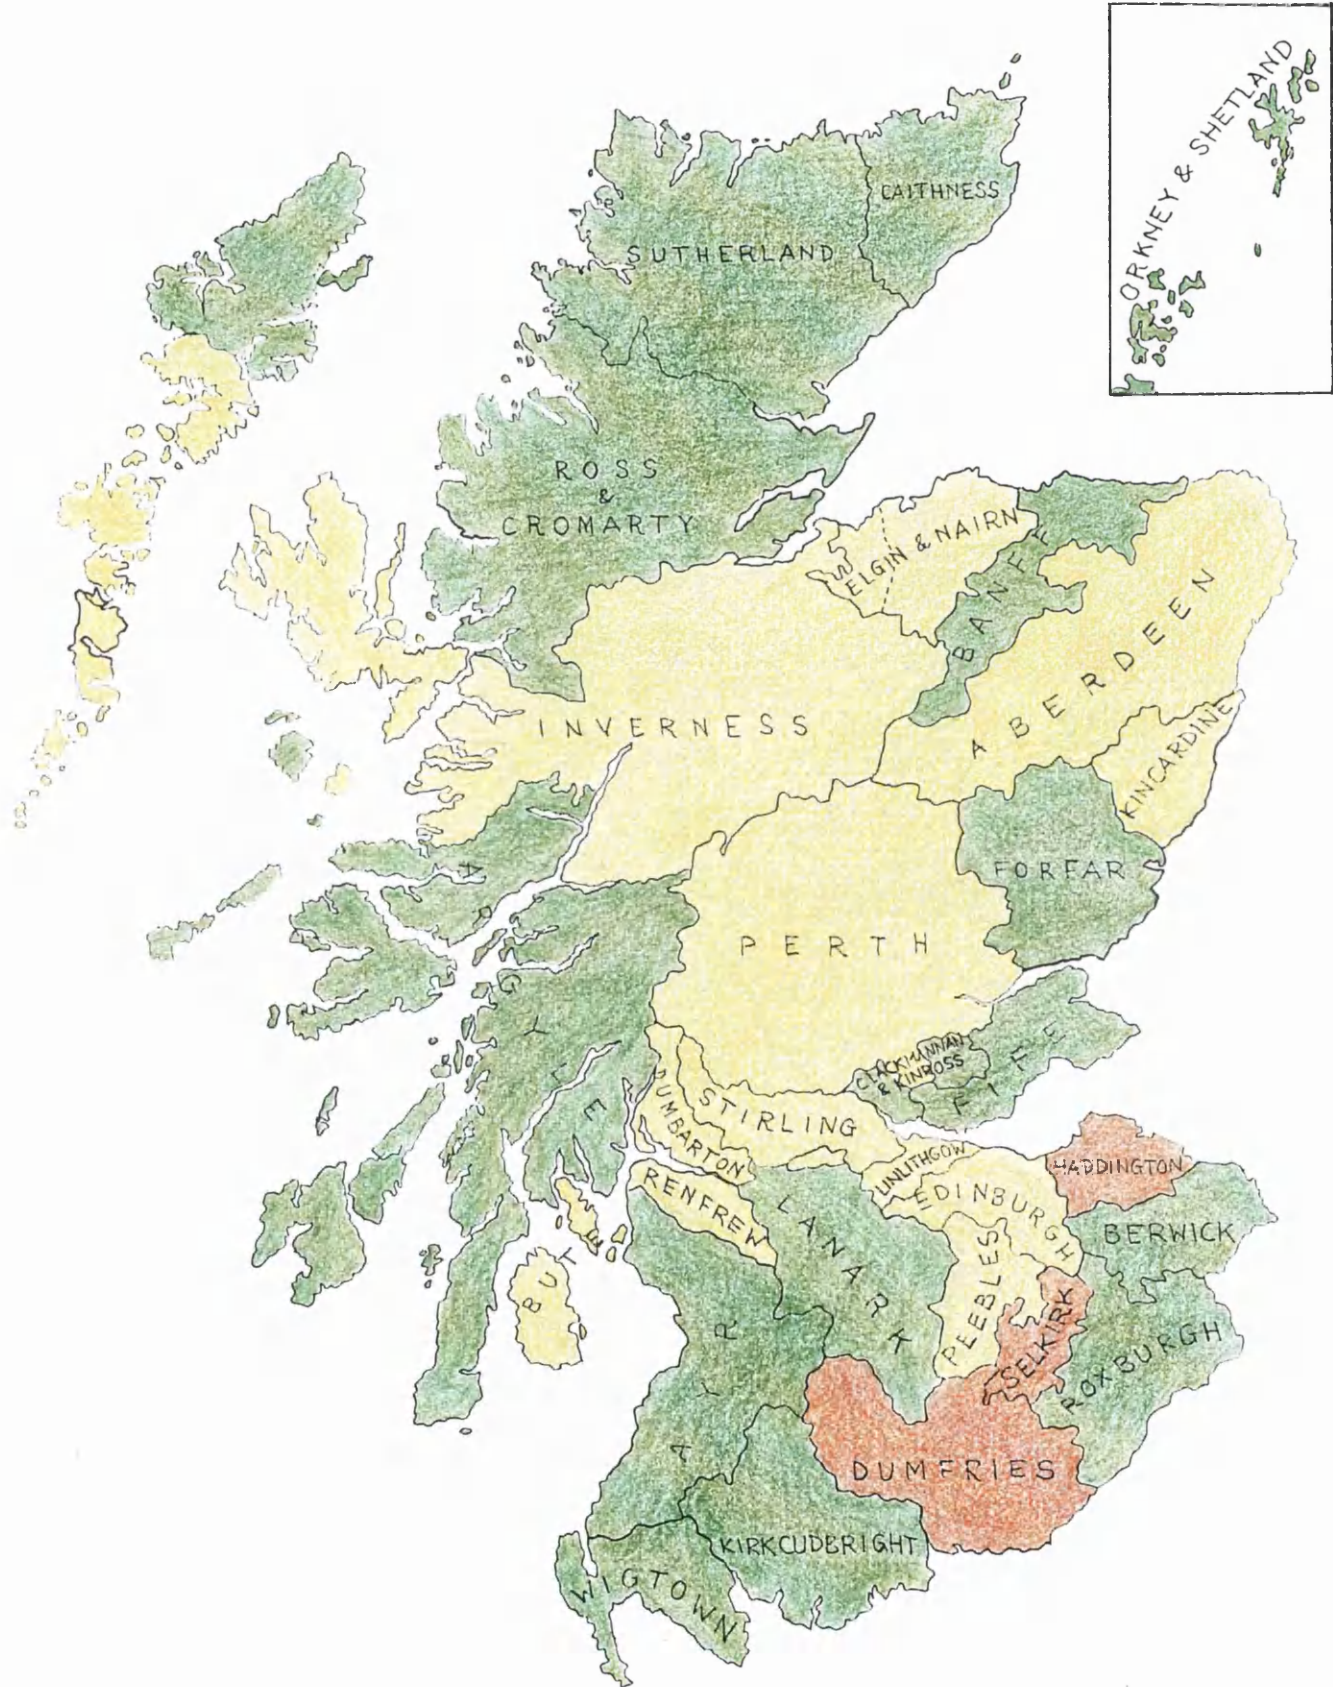 ORKNEY & SHETLAND
CAITHNESS
SUTHERLAND
ROSS
&
CROMARTY
ELGIN & NAIRN
BANFF
ABERDEEN
INVERNESS
KINCARDINE
FORFAR
ARGYLE
PERTH
CLACKMANNAN
& KINROSS
FIFE
DUMBARTON
STIRLING
LINLITHGOW
HADDINGTON
RENFREW
EDINBURGH
LANARK
BERWICK
BUTE
PEEBLES
SELKIRK
ROXBURGH
AYR
DUMFRIES
KIRKCUDBRIGHT
WIGTOWN